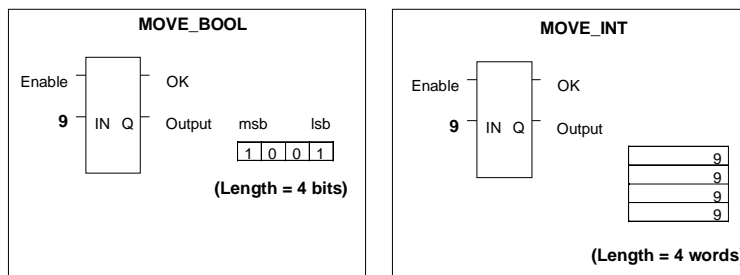 MOVE_BOOL
Enable OK
9 IN Q Output msb lsb
1 0 0 1
(Length = 4 bits)
MOVE_INT
Enable OK
9 IN Q Output
9
9
9
9
(Length = 4 words)